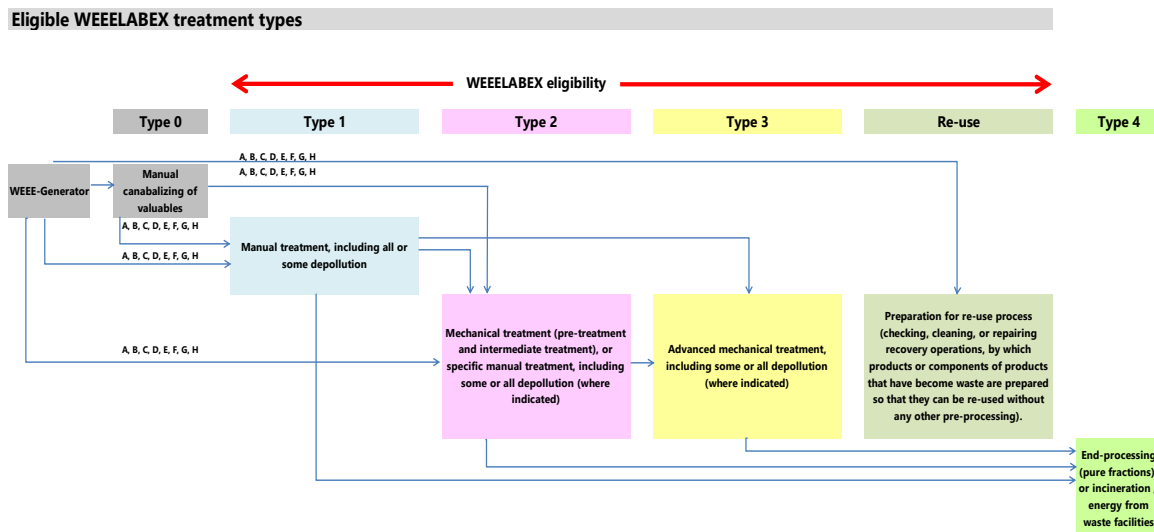 Eligible WEEELABEX treatment types
WEEELABEX eligibility
Type 0
Type 1
Type 2
Type 3
Re-use
Type 4
A, B, C, D, E, F, G, H
A, B, C, D, E, F, G, H
WEEE-Generator
Manual
canabalizing of
valuables
A, B, C, D, E, F, G, H
A, B, C, D, E, F, G, H
Manual treatment, including all or
some depollution
A, B, C, D, E, F, G, H
Mechanical treatment (pre-treatment
and intermediate treatment), or
specific manual treatment, including
some or all depollution (where
indicated)
Advanced mechanical treatment,
including some or all depollution
(where indicated)
Preparation for re-use process
(checking, cleaning, or repairing
recovery operations, by which
products or components of products
that have become waste are prepared
so that they can be re-used without
any other pre-processing).
End-processing
(pure fractions)
or incineration ,
energy from
waste facilities